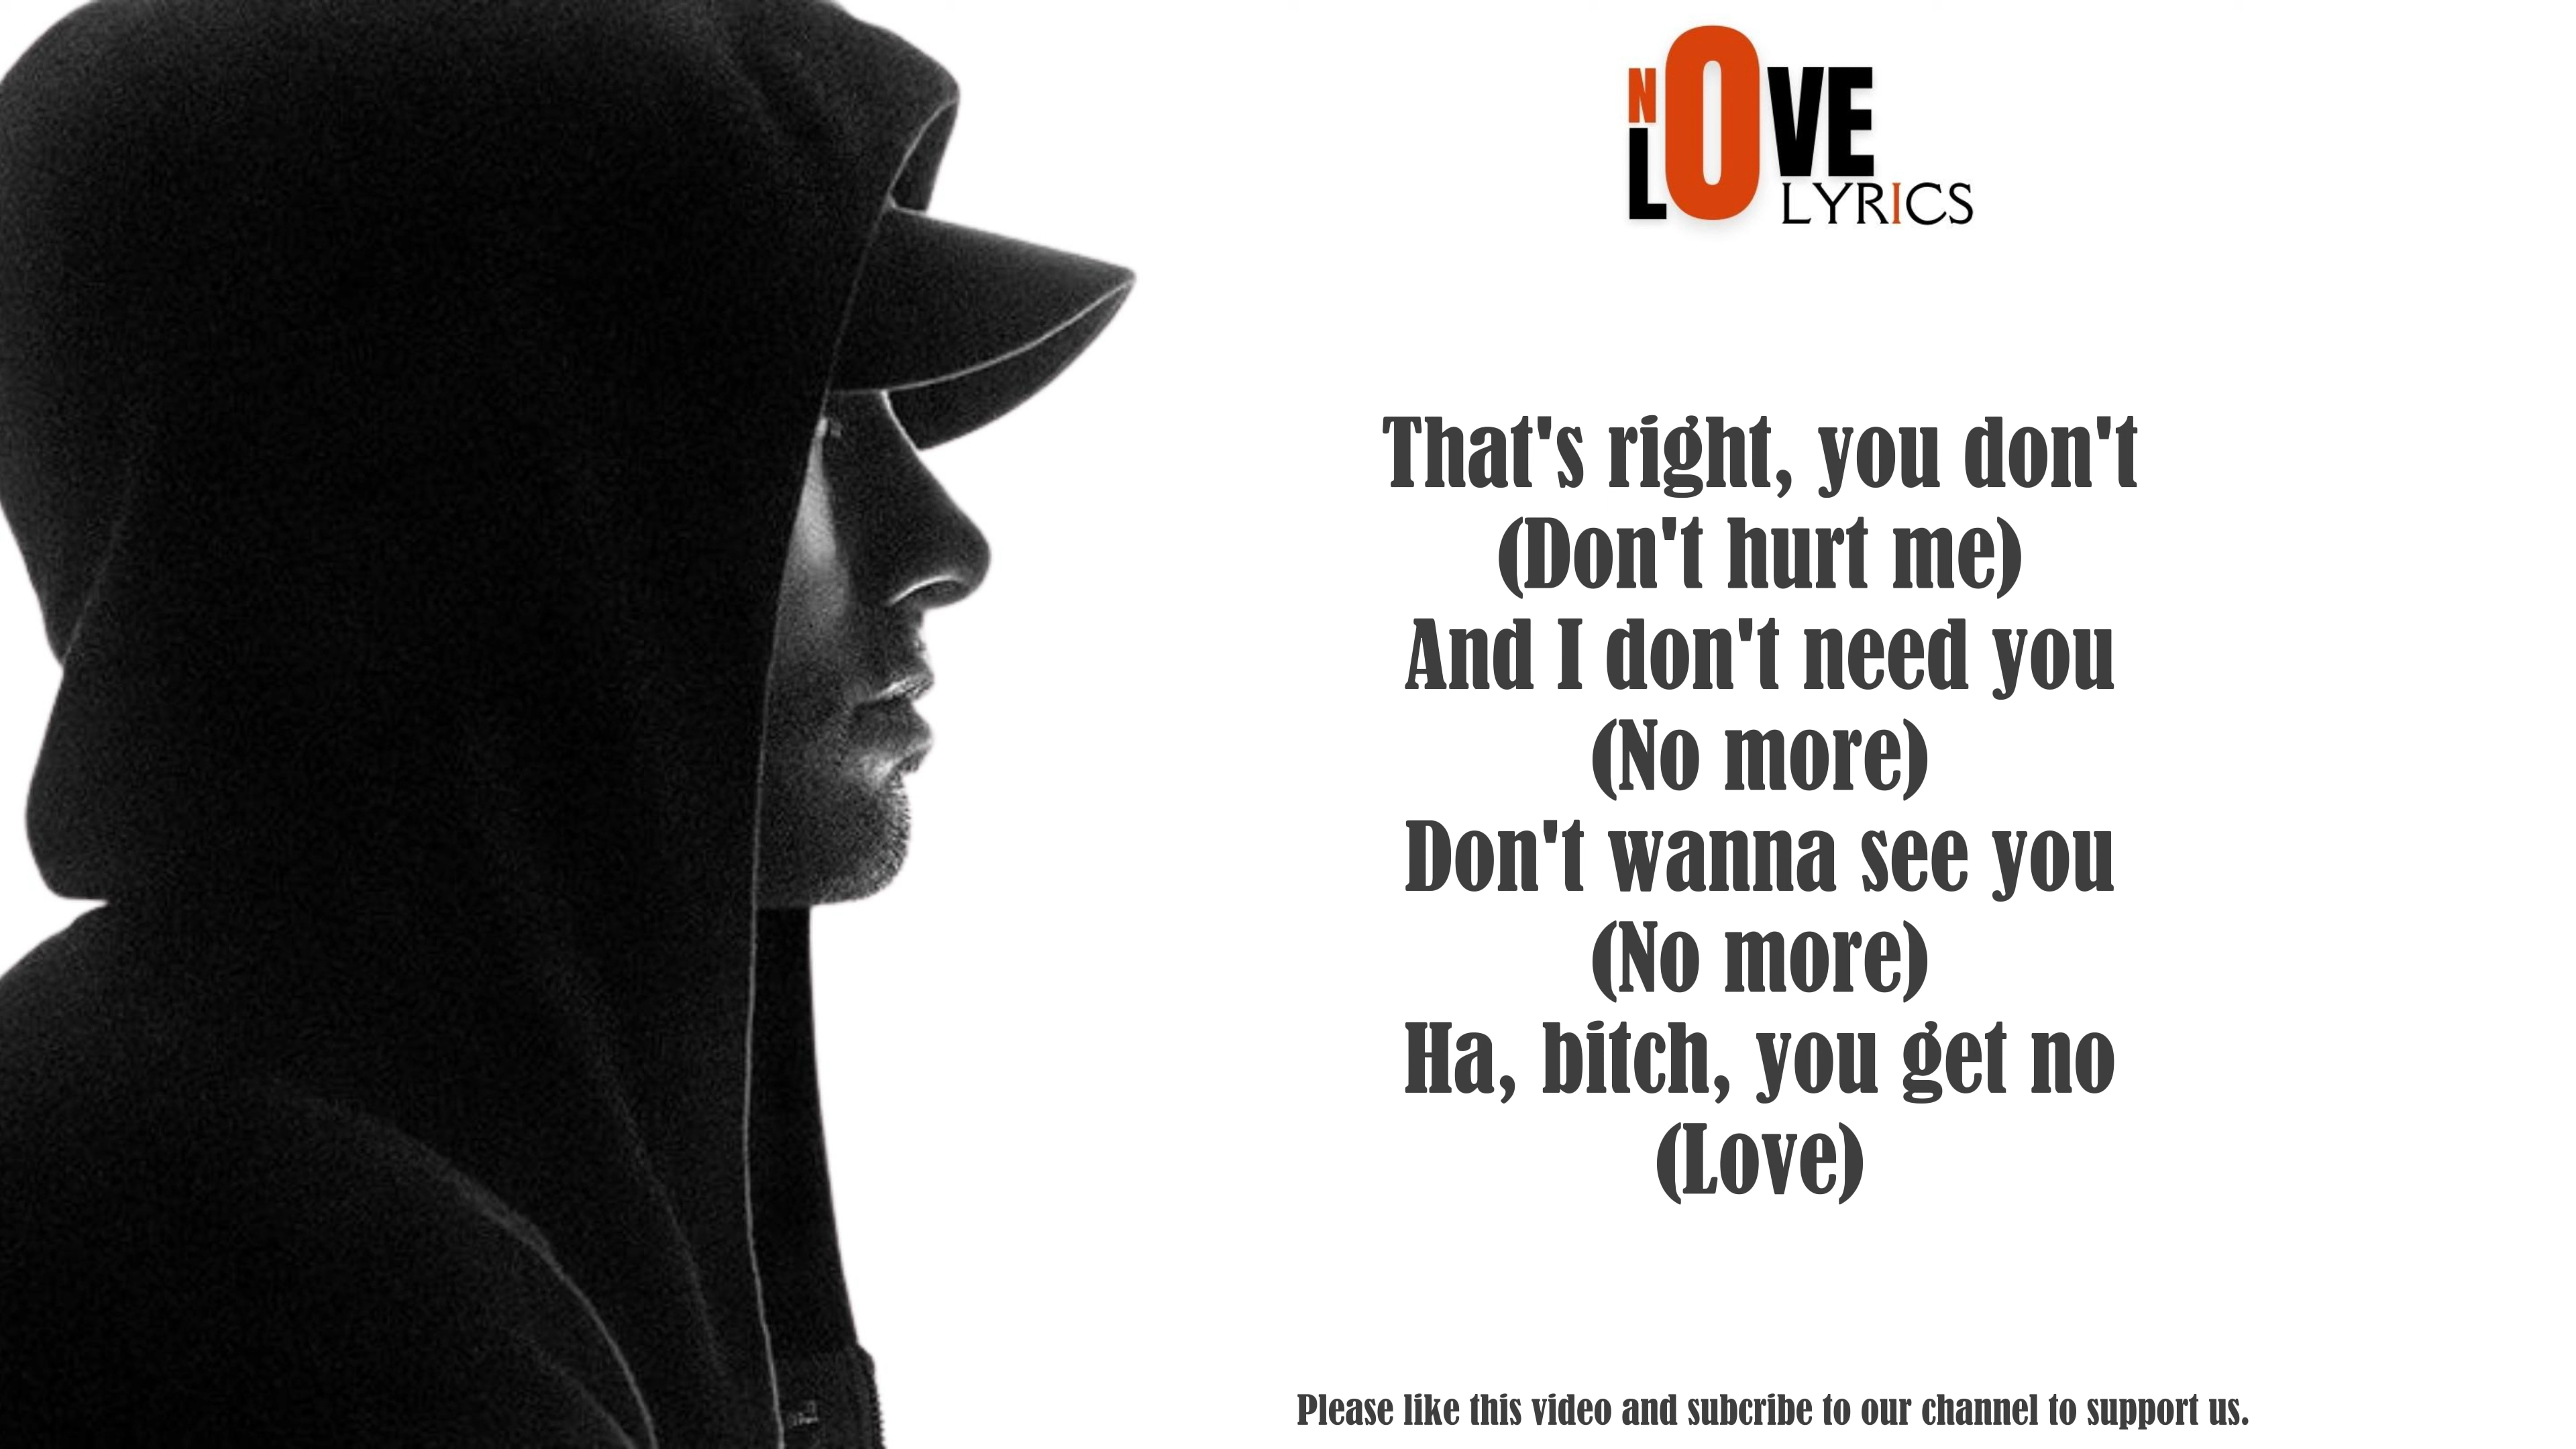 NO LOVE
LYRICS
That's right, you don't
(Don't hurt me)
And I don't need you
(No more)
Don't wanna see you
(No more)
Ha, bitch, you get no
(Love)
Please like this video and subcribe to our channel to support us.